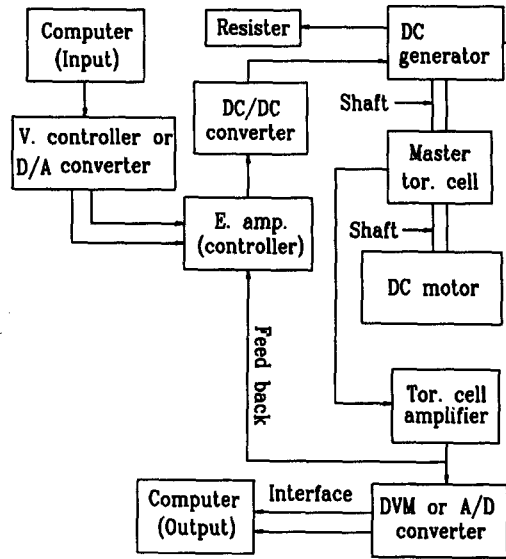 Computer
(Input)
Resister
DC
generator
DC/DC
converter
Shaft
V. controller or
D/A converter
Master
tor. cell
E. amp.
(controller)
Shaft
DC motor
Feed back
Tor. cell
amplifier
Computer
(Output)
Interface
DVM or A/D
converter